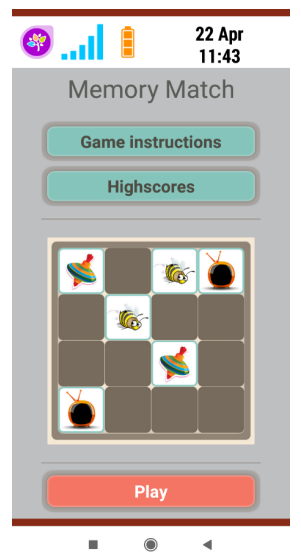 22 Apr
11:43
Memory Match
Game instructions
Highscores
Play